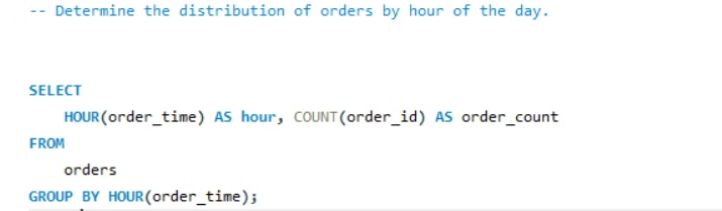 -- Determine the distribution of orders by hour of the day.
SELECT
HOUR(order_time) AS hour, COUNT(order_id) AS order_count
FROM
orders
GROUP BY HOUR(order_time);